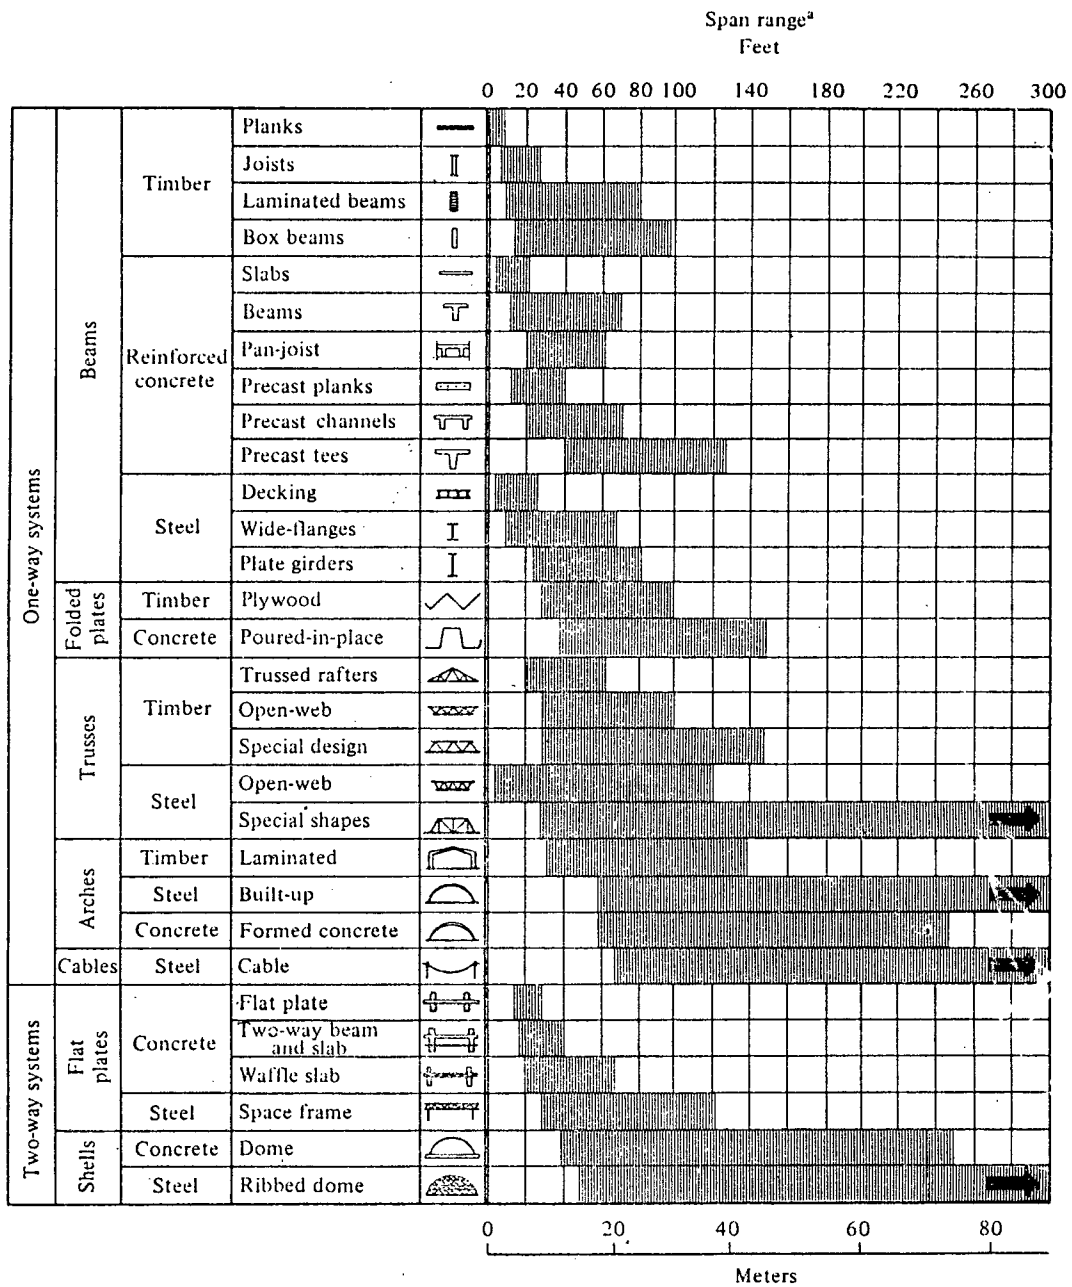 Span rangeᵃ
Feet
0 20 40 60 80 100 140 180 220 260 300
One-way systems
Beams
Timber
Planks
Joists
Laminated beams
Box beams
Reinforced
concrete
Slabs
Beams
Pan-joist
Precast planks
Precast channels
Precast tees
Steel
Decking
Wide-flanges
Plate girders
Folded
plates
Timber
Plywood
Concrete
Poured-in-place
Trusses
Timber
Trussed rafters
Open-web
Special design
Steel
Open-web
Special shapes
Arches
Timber
Laminated
Steel
Built-up
Concrete
Formed concrete
Cables
Steel
Cable
Two-way systems
Flat
plates
Concrete
Flat plate
Two-way beam
and slab
Waffle slab
Steel
Space frame
Shells
Concrete
Dome
Steel
Ribbed dome
0 20 40 60 80
Meters